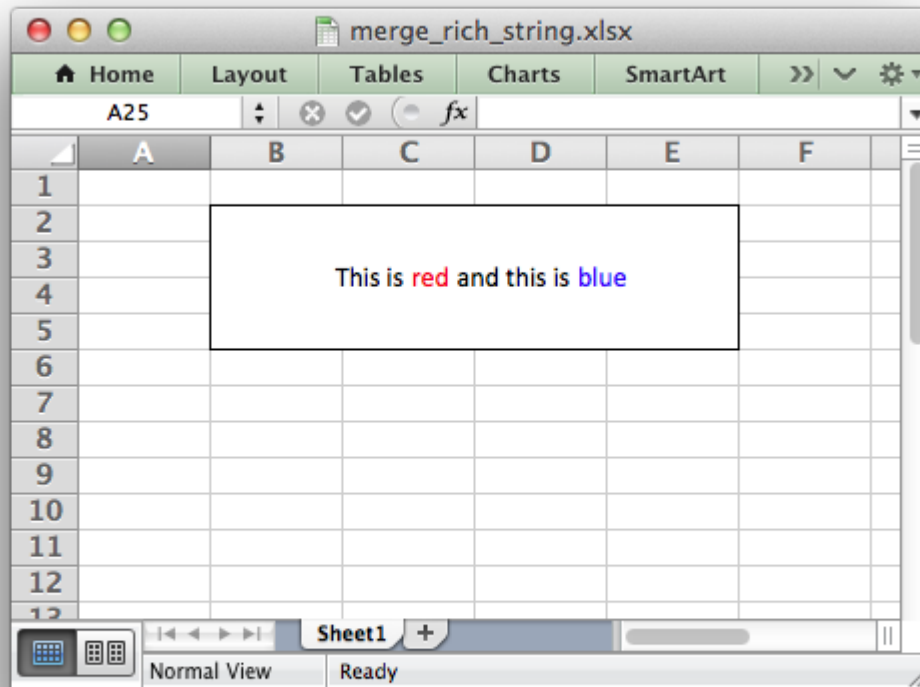 merge_rich_string.xlsx
Home Layout Tables Charts SmartArt
A25 fx
A B C D E F
1
2
3
This is red and this is blue
4
5
6
7
8
9
10
11
12
13
Sheet1 +
Normal View Ready